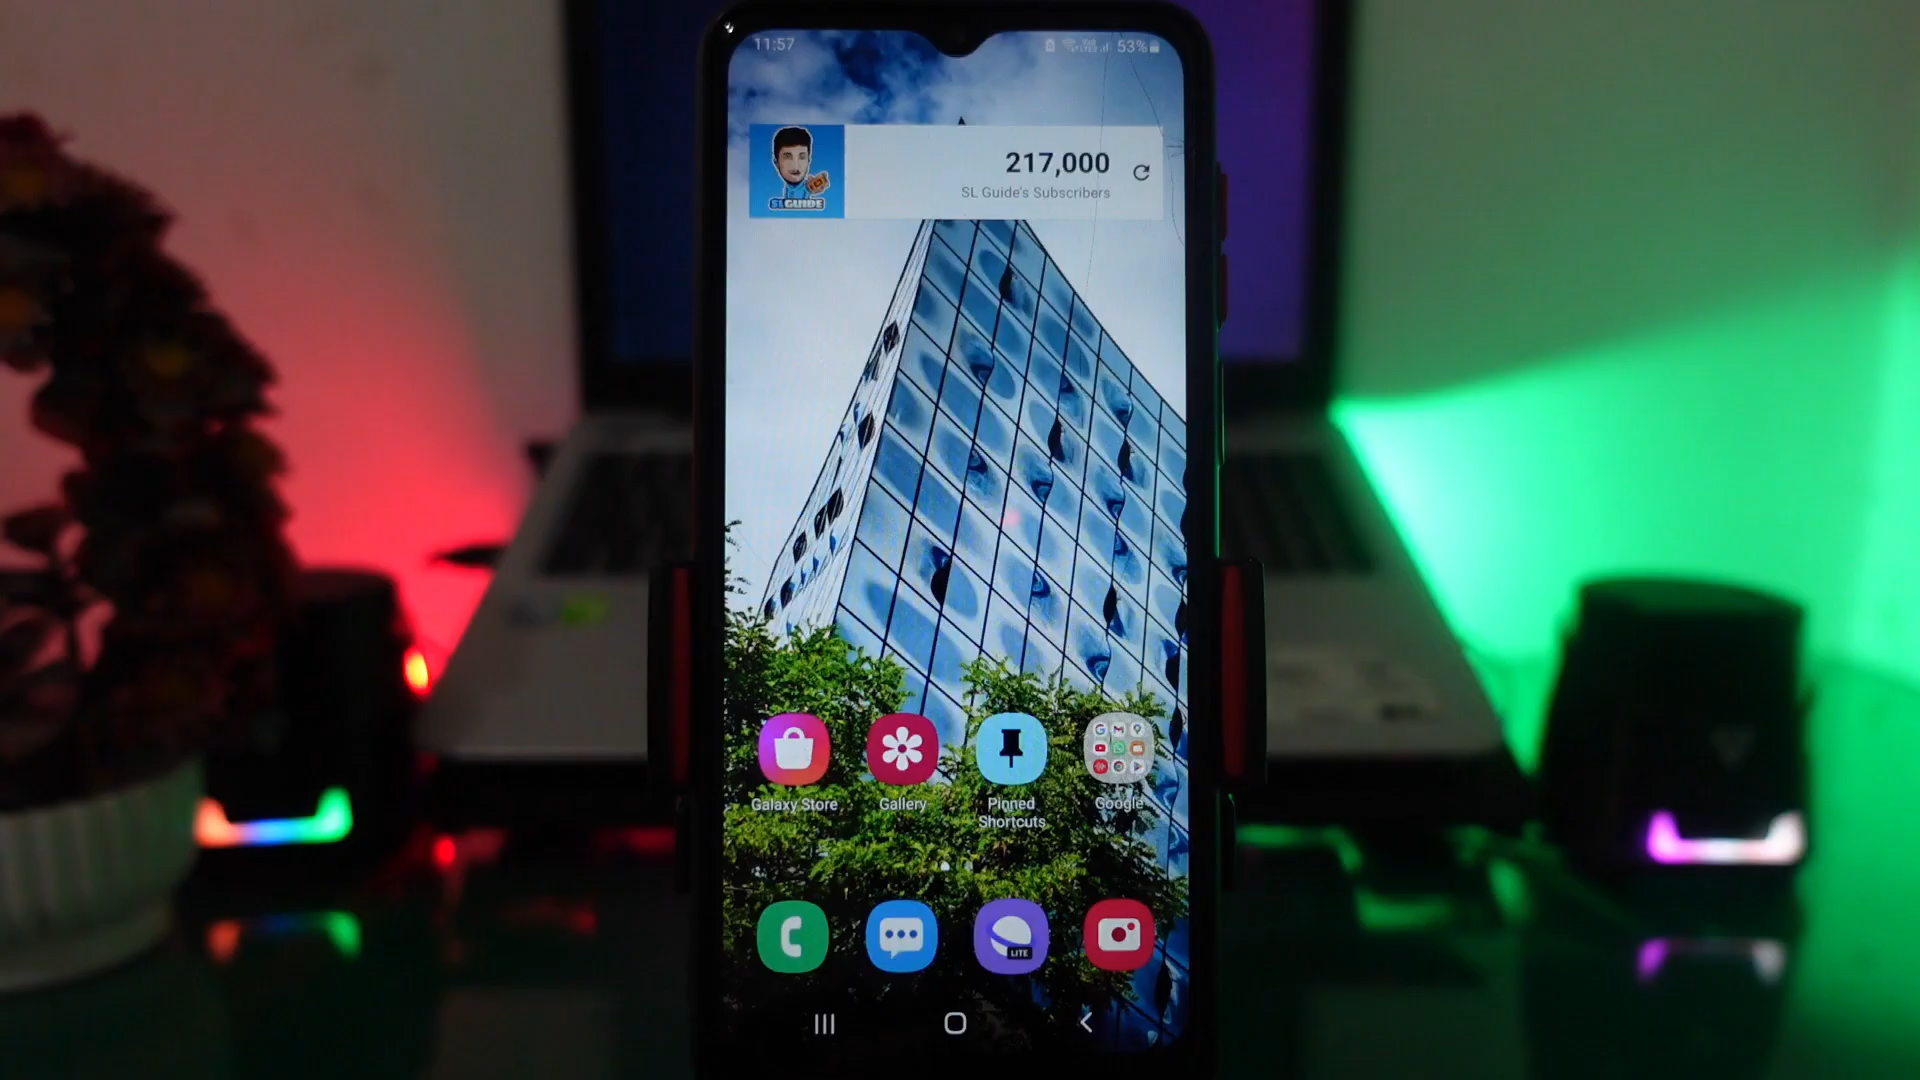 11:57
53%
217,000
SL Guide's Subscribers
SLGUIDE
Galaxy Store
Gallery
Pinned
Shortcuts
Google
LITE